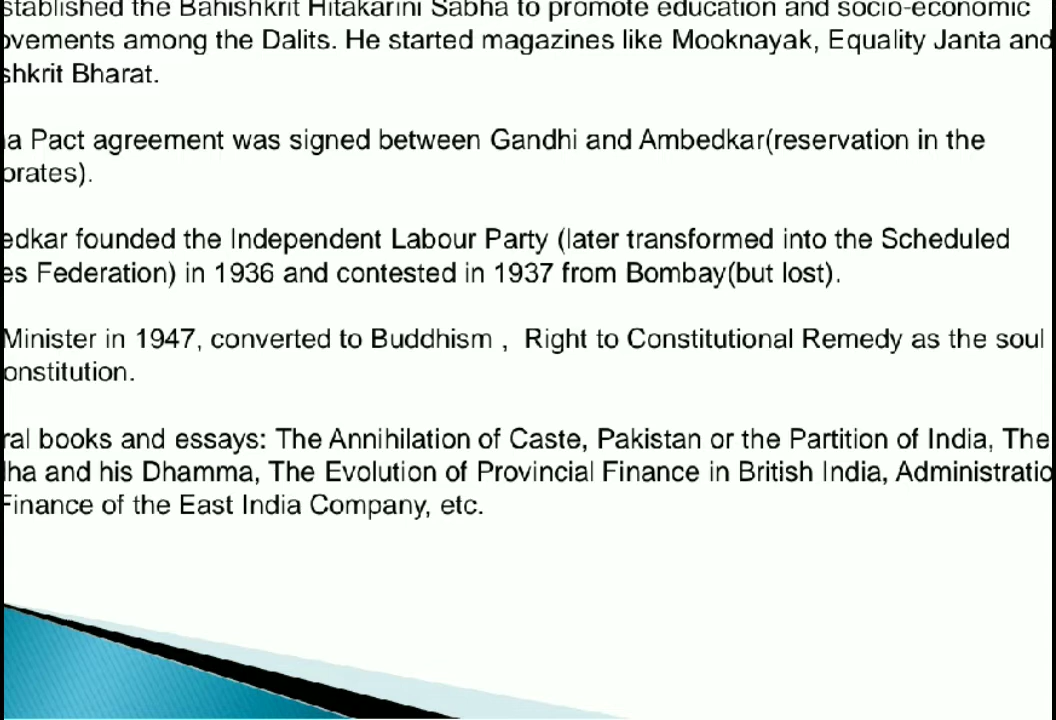 stablished the Bahishkrit Hitakarini Sabha to promote education and socio-economic
ovements among the Dalits. He started magazines like Mooknayak, Equality Janta and
shkrit Bharat.
a Pact agreement was signed between Gandhi and Ambedkar(reservation in the
orates).
edkar founded the Independent Labour Party (later transformed into the Scheduled
es Federation) in 1936 and contested in 1937 from Bombay(but lost).
Minister in 1947, converted to Buddhism , Right to Constitutional Remedy as the soul
onstitution.
ral books and essays: The Annihilation of Caste, Pakistan or the Partition of India, The
ha and his Dhamma, The Evolution of Provincial Finance in British India, Administratio
Finance of the East India Company, etc.